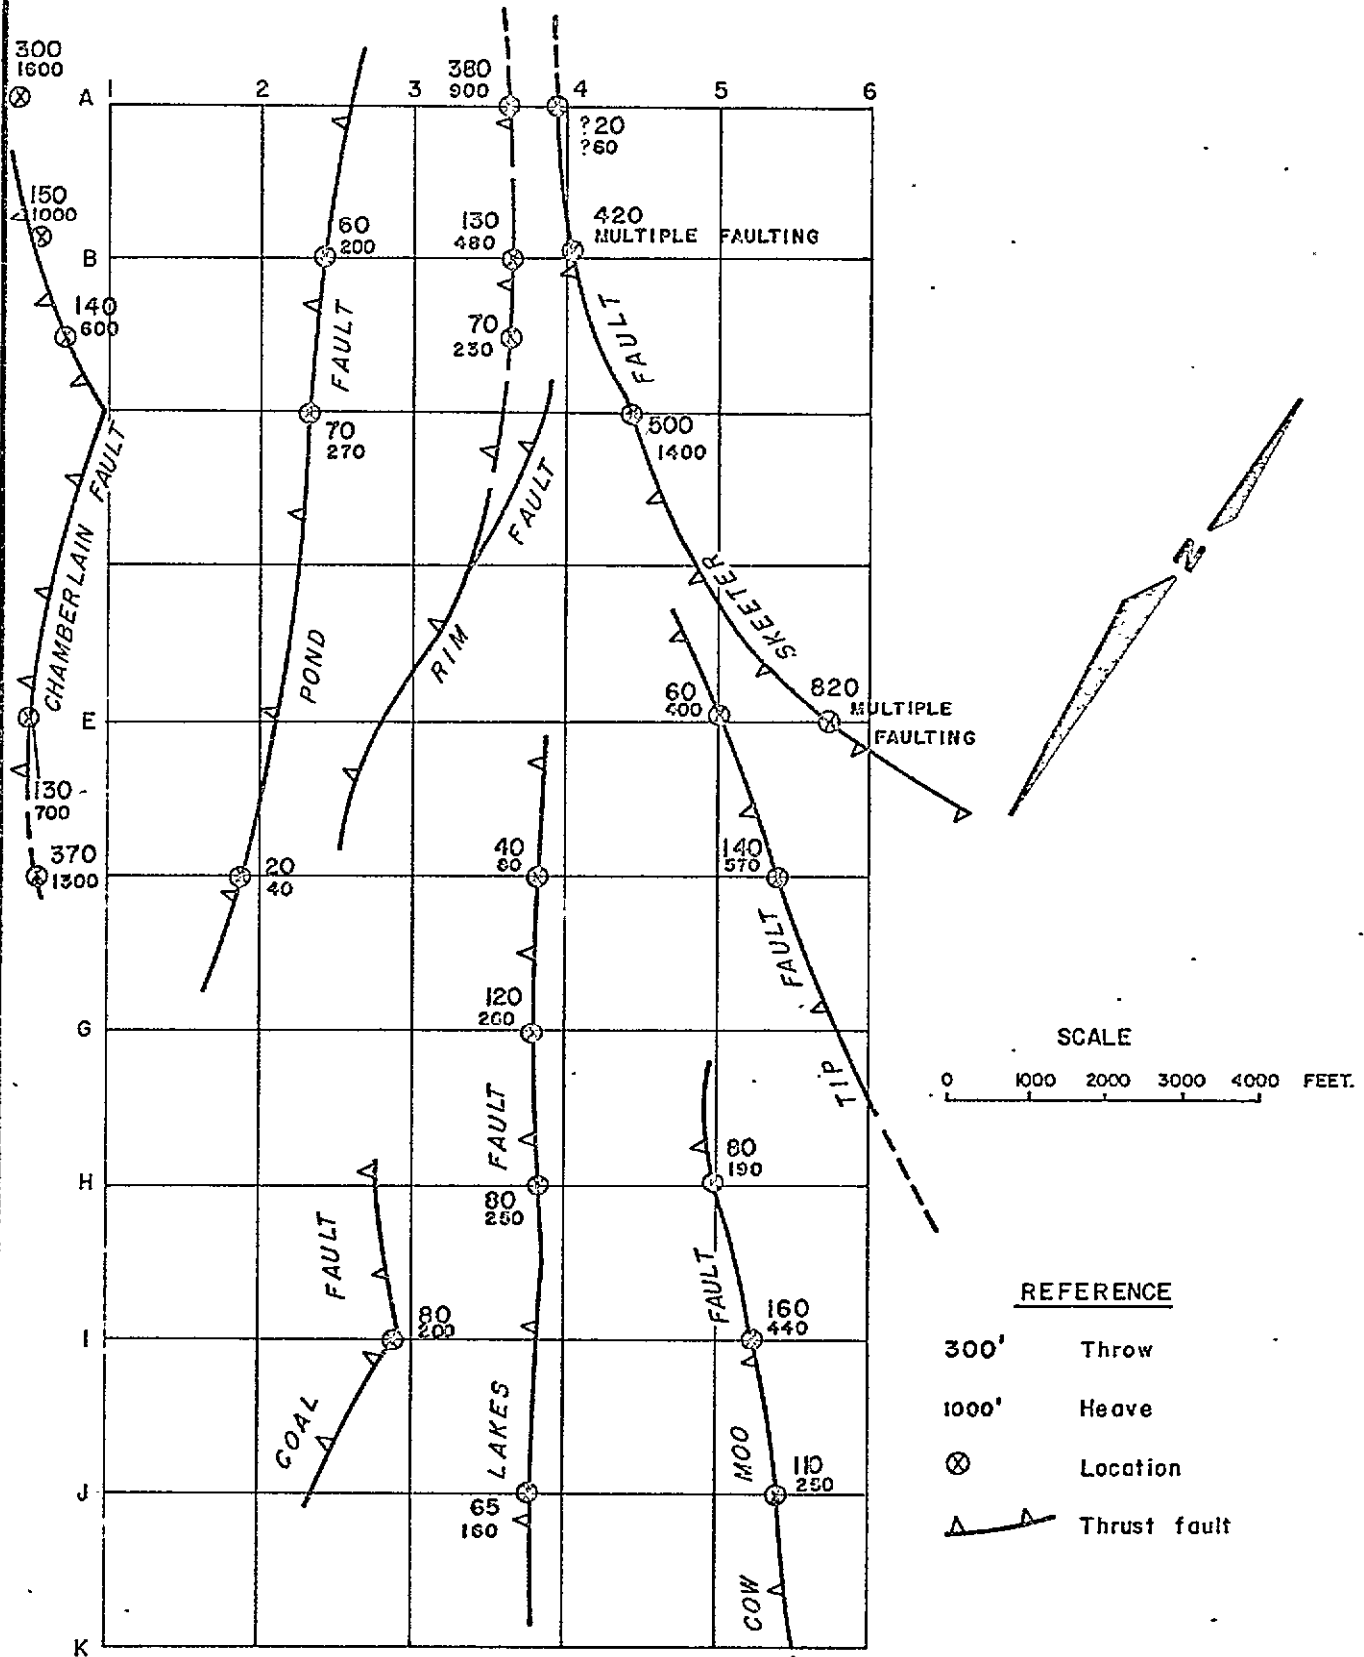 300
1600
A
1
2
3
4
5
6
380
900
?20
?60
150
1000
60
200
130
480
420
MULTIPLE FAULTING
B
140
600
70
230
FAULT
FAULT
70
270
500
1400
CHAMBERLAIN FAULT
FAULT
RIM
POND
SKEETER
N
60
400
820
MULTIPLE
FAULTING
E
130
700
370
1300
20
40
40
80
140
570
FAULT
TIP
120
200
G
SCALE
0 1000 2000 3000 4000 FEET.
FAULT
LAKES
80
190
H
80
250
FAULT
COAL
80
200
FAULT
MOO
COW
160
440
I
REFERENCE
300' Throw
1000' Heave
Location
Thrust fault
J
65
160
110
250
K